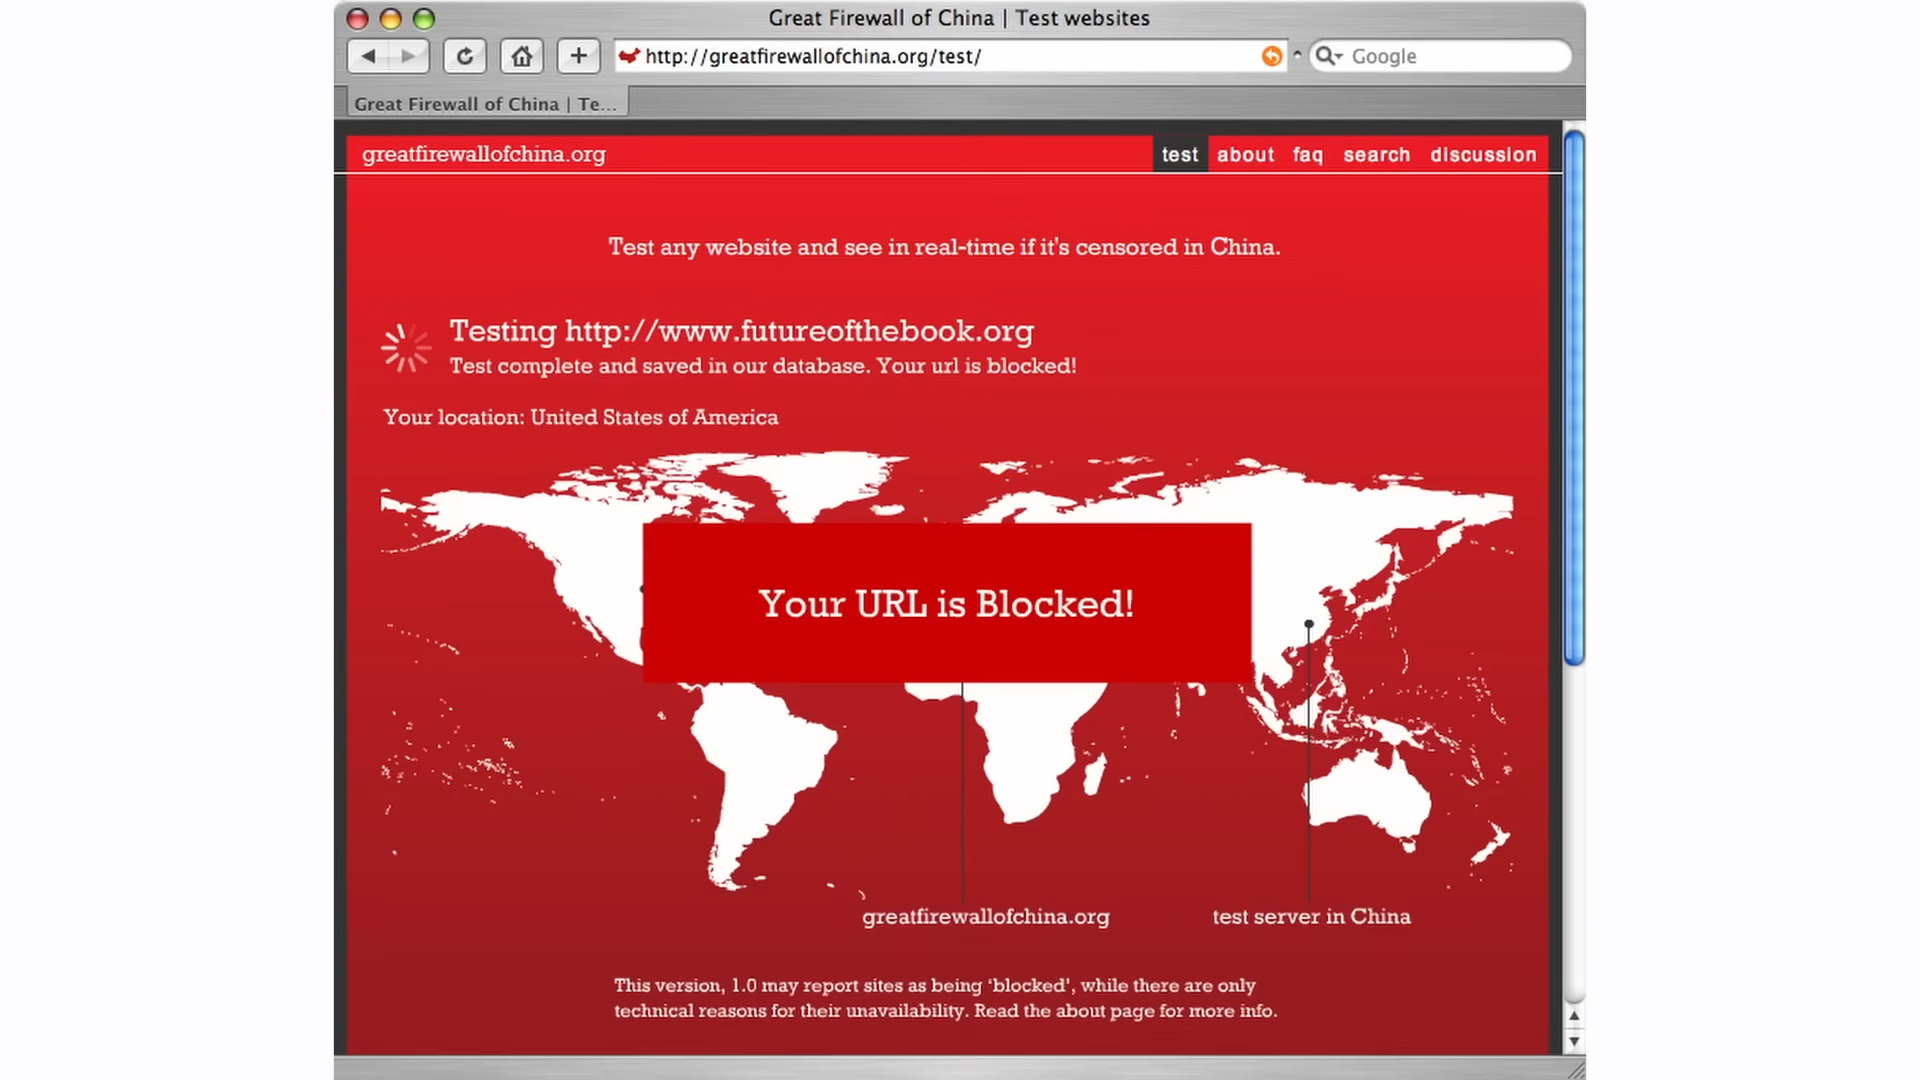 Great Firewall of China | Test websites
http://greatfirewallofchina.org/test/
Google
Great Firewall of China | Te...
greatfirewallofchina.org
test about faq search discussion
Test any website and see in real-time if it's censored in China.
Testing http://www.futureofthebook.org
Test complete and saved in our database. Your url is blocked!
Your location: United States of America
Your URL is Blocked!
greatfirewallofchina.org
test server in China
This version, 1.0 may report sites as being ‘blocked’, while there are only
technical reasons for their unavailability. Read the about page for more info.